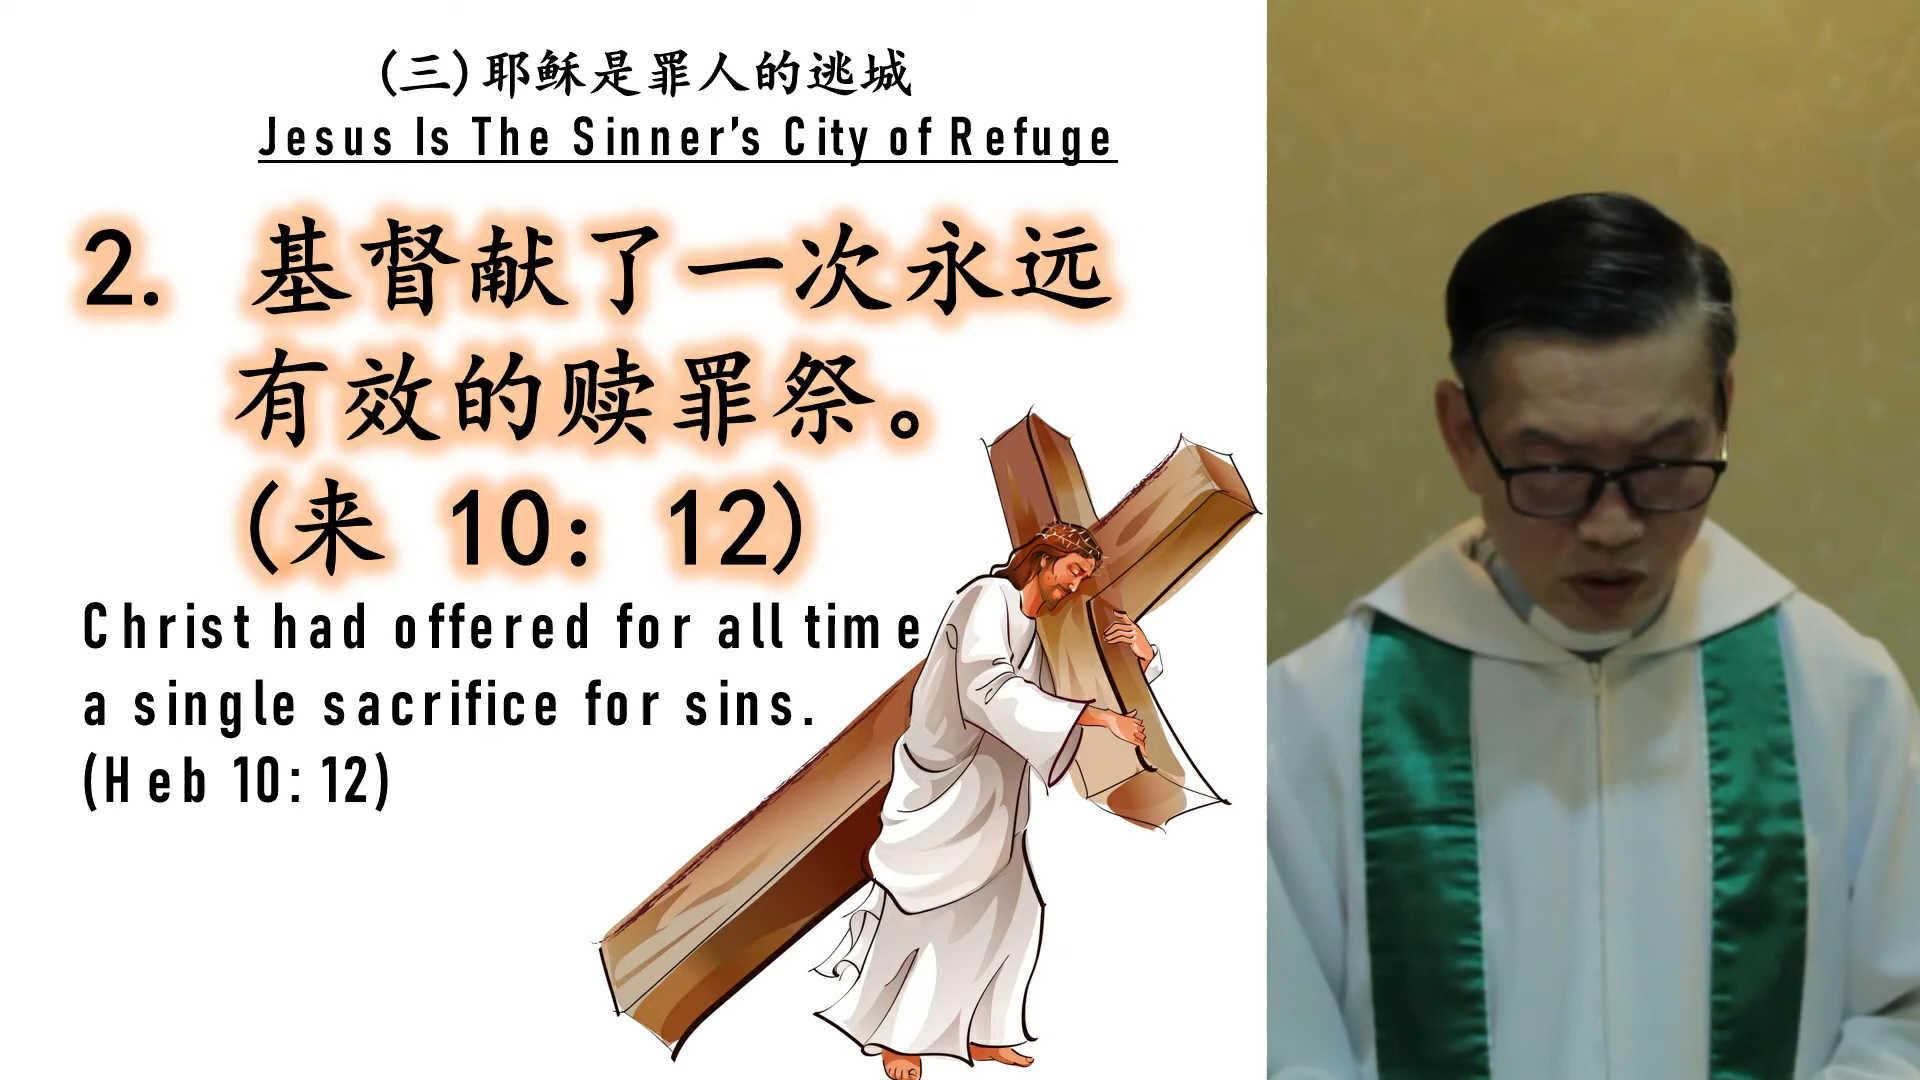 (三)耶稣是罪人的逃城
Jesus Is The Sinner’s City of Refuge
2. 基督献了一次永远
有效的赎罪祭。
(来 10: 12)
Christ had offered for all time
a single sacrifice for sins.
(Heb 10: 12)